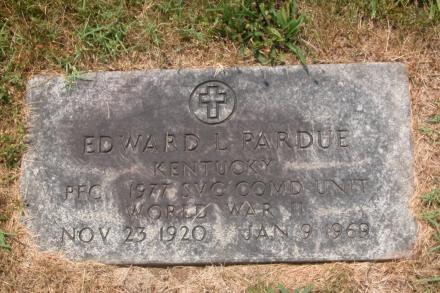 EDWARD L PARDUE
KENTUCKY
PFC 1977 SVC COMD UNIT
WORLD WAR II
NOV 23 1920 JAN 9 1969